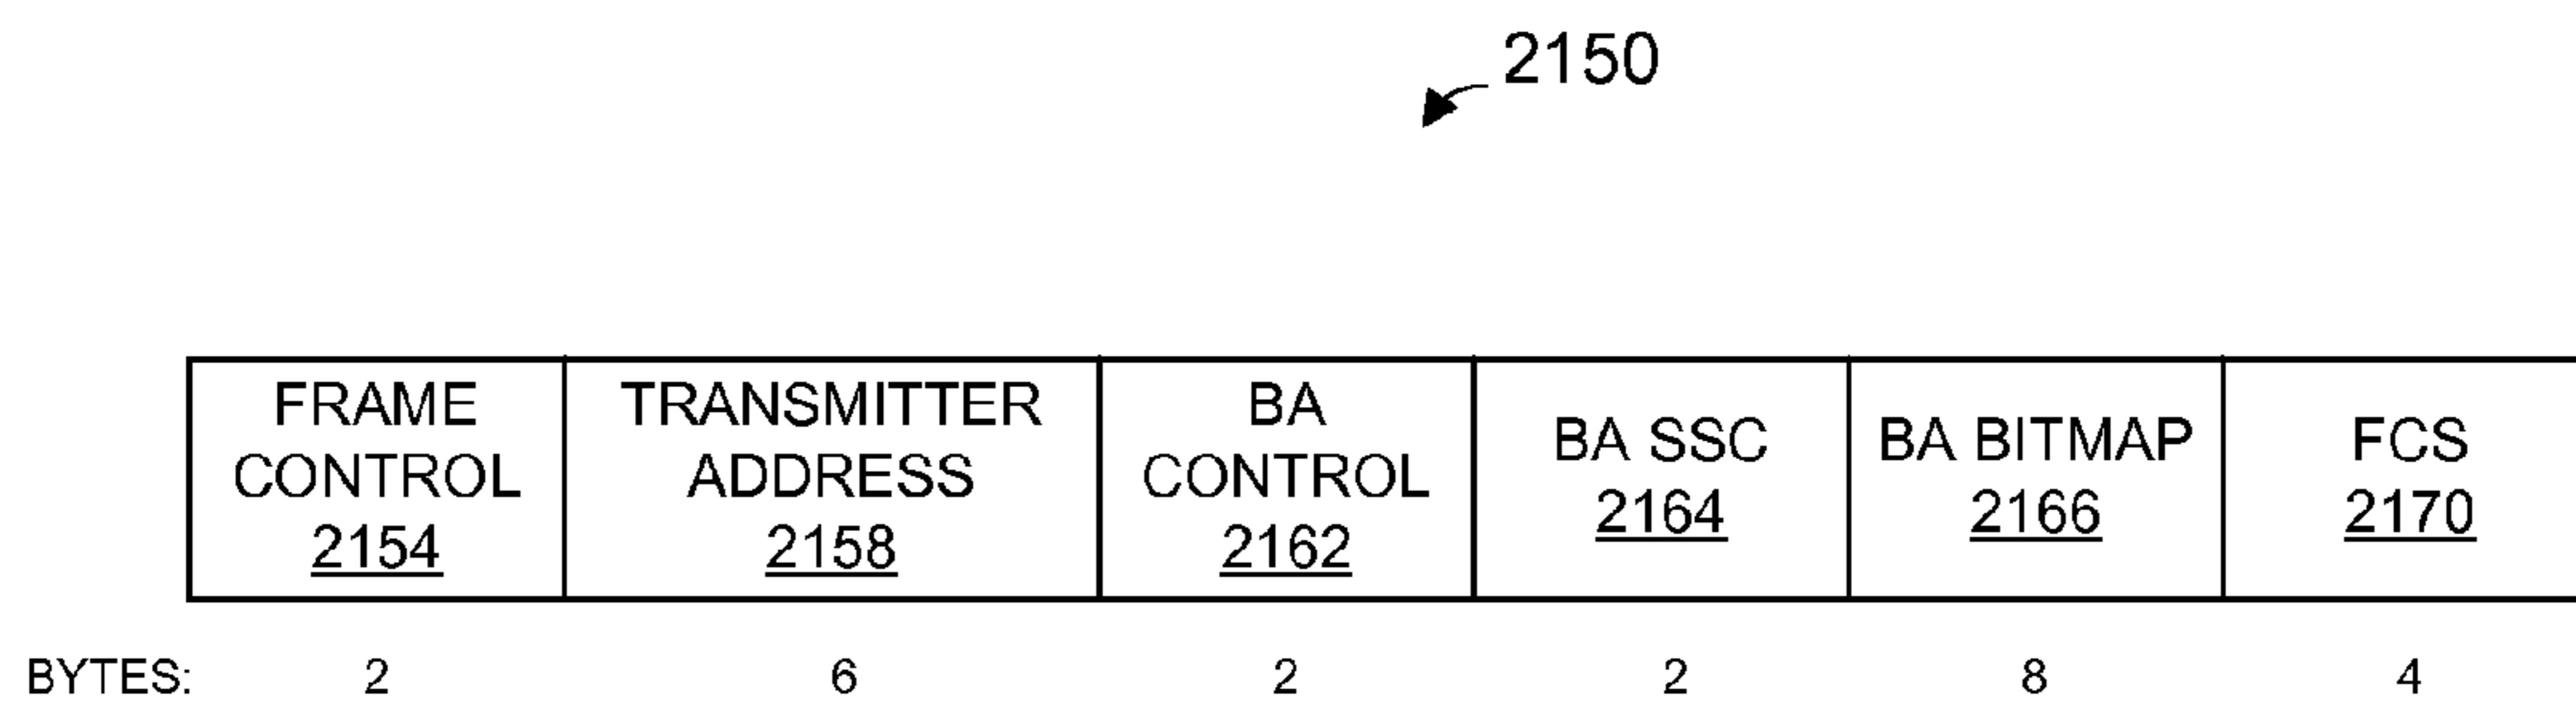 2150
FRAME CONTROL 2154
TRANSMITTER ADDRESS 2158
BA CONTROL 2162
BA SSC 2164
BA BITMAP 2166
FCS 2170
BYTES: 2 6 2 2 8 4